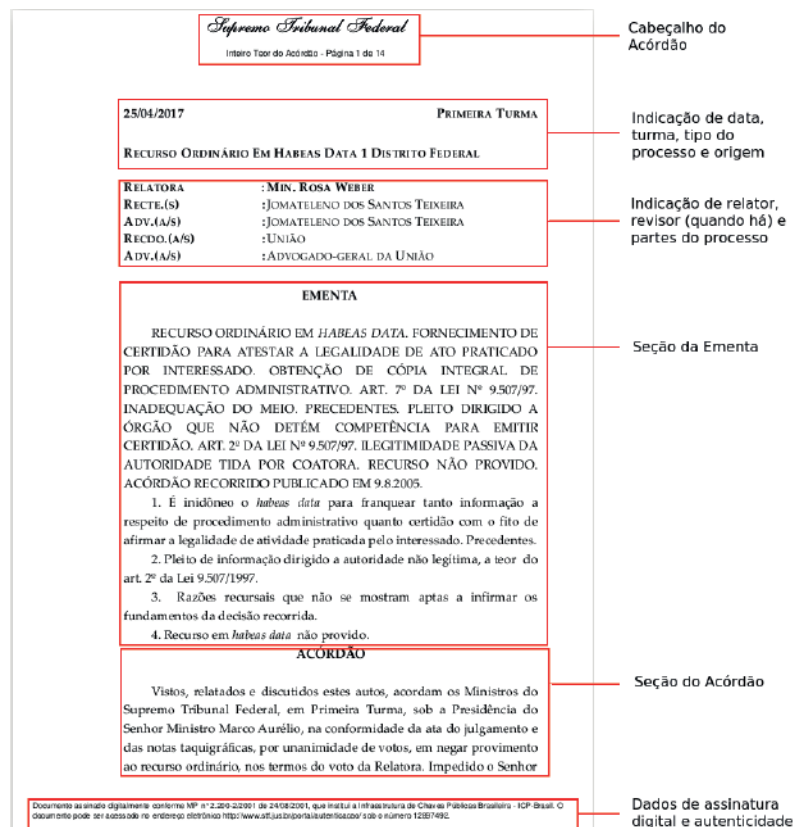 Supremo Tribunal Federal
Inteiro Teor do Acórdão - Página 1 de 14
Cabeçalho do
Acórdão
25/04/2017 PRIMEIRA TURMA
RECURSO ORDINÁRIO EM HABEAS DATA 1 DISTRITO FEDERAL
Indicação de data,
turma, tipo do
processo e origem
RELATORA : MIN. ROSA WEBER
RECTE.(S) : JOMATELENO DOS SANTOS TEIXEIRA
ADV.(A/S) : JOMATELENO DOS SANTOS TEIXEIRA
RECDO.(A/S) : UNIÃO
ADV.(A/S) : ADVOGADO-GERAL DA UNIÃO
Indicação de relator,
revisor (quando há) e
partes do processo
EMENTA
RECURSO ORDINÁRIO EM HABEAS DATA. FORNECIMENTO DE
CERTIDÃO PARA ATESTAR A LEGALIDADE DE ATO PRATICADO
POR INTERESSADO. OBTENÇÃO DE CÓPIA INTEGRAL DE
PROCEDIMENTO ADMINISTRATIVO. ART. 7º DA LEI Nº 9.507/97.
INADEQUAÇÃO DO MEIO. PRECEDENTES. PLEITO DIRIGIDO A
ÓRGÃO QUE NÃO DETÉM COMPETÊNCIA PARA EMITIR
CERTIDÃO. ART. 2º DA LEI Nº 9.507/97. ILEGITIMIDADE PASSIVA DA
AUTORIDADE TIDA POR COATORA. RECURSO NÃO PROVIDO.
ACÓRDÃO RECORRIDO PUBLICADO EM 9.8.2005.
1. É inidôneo o habeas data para franquear tanto informação a
respeito de procedimento administrativo quanto certidão com o fito de
afirmar a legalidade de atividade praticada pelo interessado. Precedentes.
2. Pleito de informação dirigido a autoridade não legítima, a teor do
art. 2º da Lei 9.507/1997.
3. Razões recursais que não se mostram aptas a infirmar os
fundamentos da decisão recorrida.
4. Recurso em habeas data não provido.
Seção da Ementa
ACÓRDÃO
Vistos, relatados e discutidos estes autos, acordam os Ministros do
Supremo Tribunal Federal, em Primeira Turma, sob a Presidência do
Senhor Ministro Marco Aurélio, na conformidade da ata do julgamento e
das notas taquigráficas, por unanimidade de votos, em negar provimento
ao recurso ordinário, nos termos do voto da Relatora. Impedido o Senhor
Seção do Acórdão
Documento assinado digitalmente conforme MP n° 2.200-2/2001 de 24/08/2001, que institui a Infraestrutura de Chaves Públicas Brasileira - ICP-Brasil. O
documento pode ser acessado no endereço eletrônico http://www.stf.jus.br/portal/autenticacao/ sob o número 12897492.
Dados de assinatura
digital e autenticidade